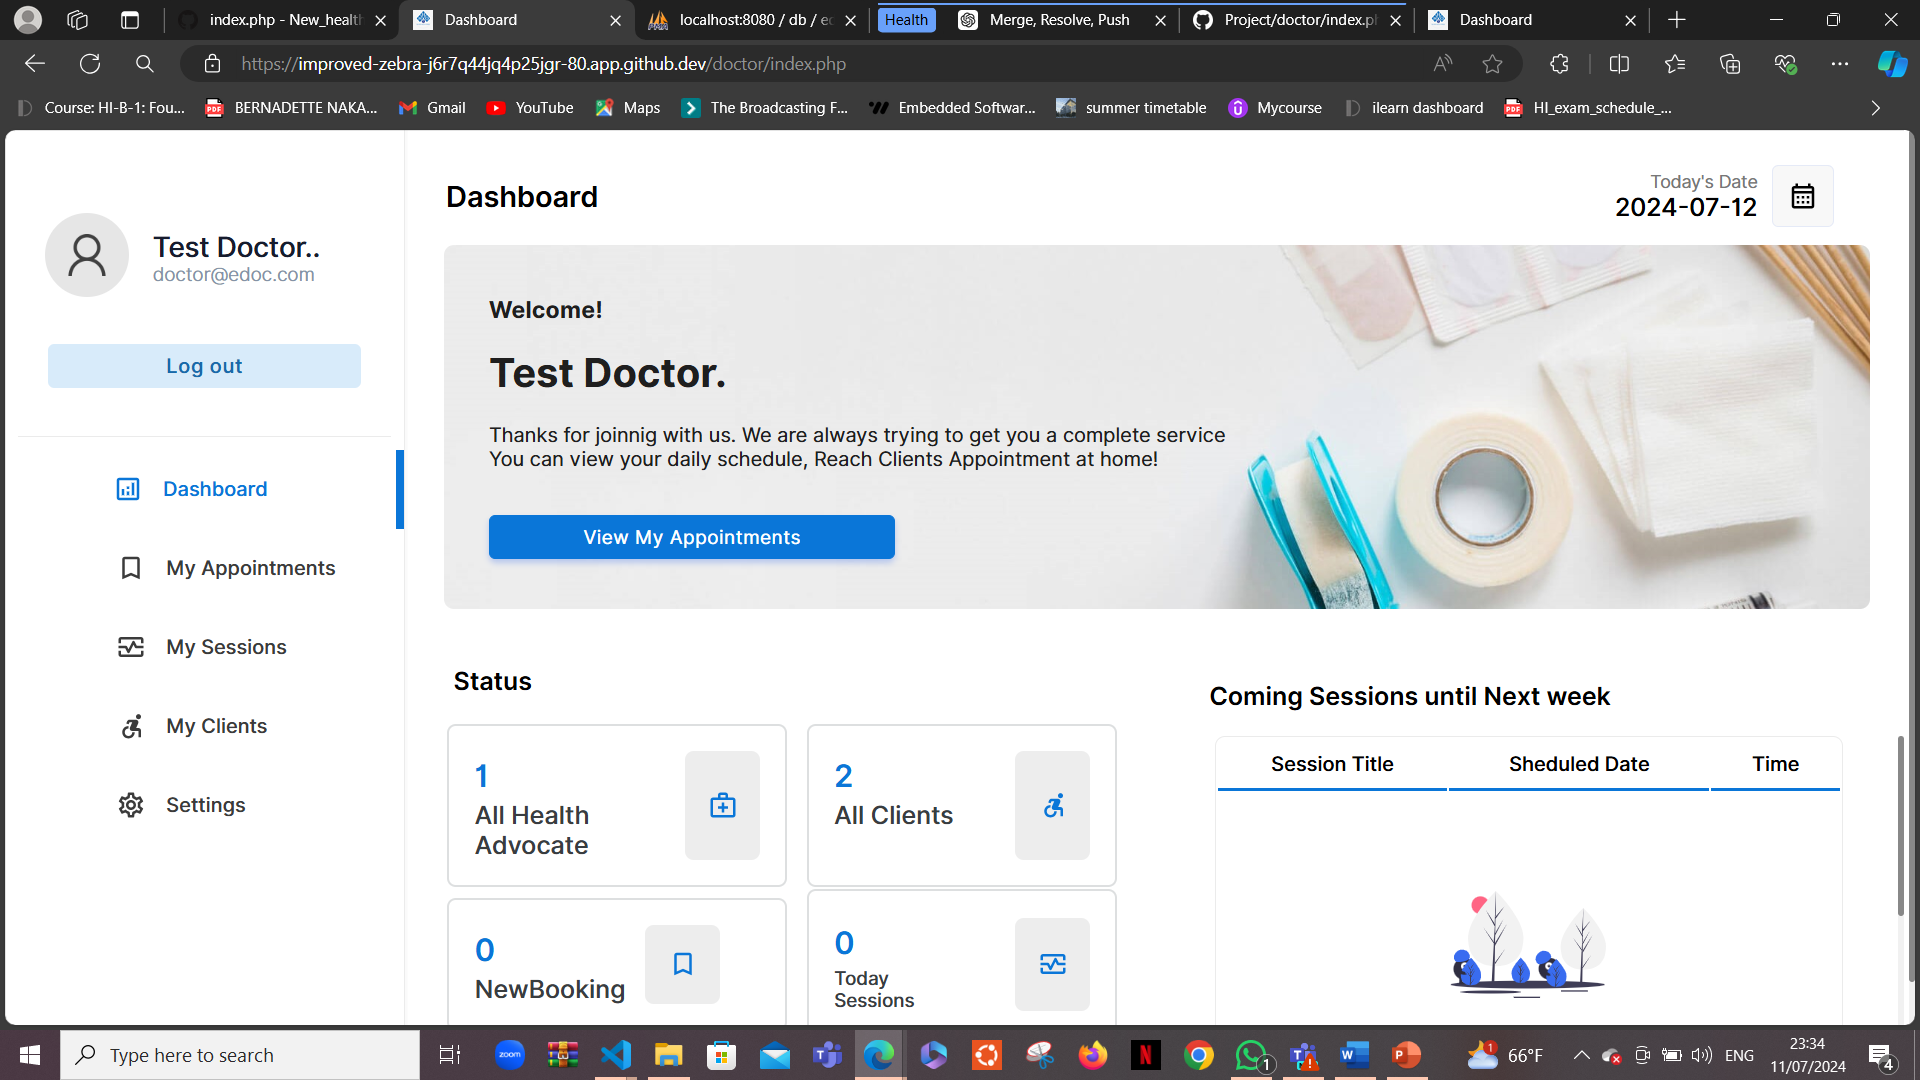 index.php - New_health
Dashboard
localhost:8080 / db / ec
Health
Merge, Resolve, Push
Project/doctor/index.ph
Dashboard
https://improved-zebra-j6r7q44jq4p25jgr-80.app.github.dev/doctor/index.php
Course: HI-B-1: Fou...
BERNADETTE NAKA...
Gmail
YouTube
Maps
The Broadcasting F...
Embedded Softwar...
summer timetable
Mycourse
ilearn dashboard
HI_exam_schedule_...
Test Doctor..
doctor@edoc.com
Log out
Dashboard
My Appointments
My Sessions
My Clients
Settings
Dashboard
Today's Date
2024-07-12
Welcome!
Test Doctor.
Thanks for joinnig with us. We are always trying to get you a complete service
You can view your daily schedule, Reach Clients Appointment at home!
View My Appointments
Status
1
All Health
Advocate
2
All Clients
0
NewBooking
0
Today
Sessions
Coming Sessions until Next week
Session Title
Sheduled Date
Time
Type here to search
zoom
1
1
66°F
ENG
23:34
11/07/2024
4